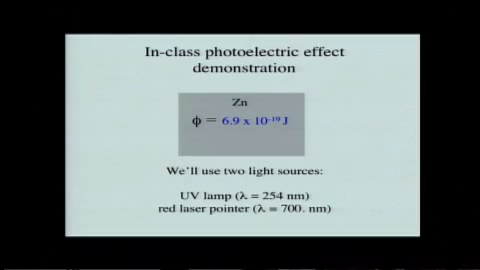 In-class photoelectric effect
demonstration
Zn
ϕ = 6.9 x 10⁻¹⁹ J
We'll use two light sources:
UV lamp (λ = 254 nm)
red laser pointer (λ = 700. nm)